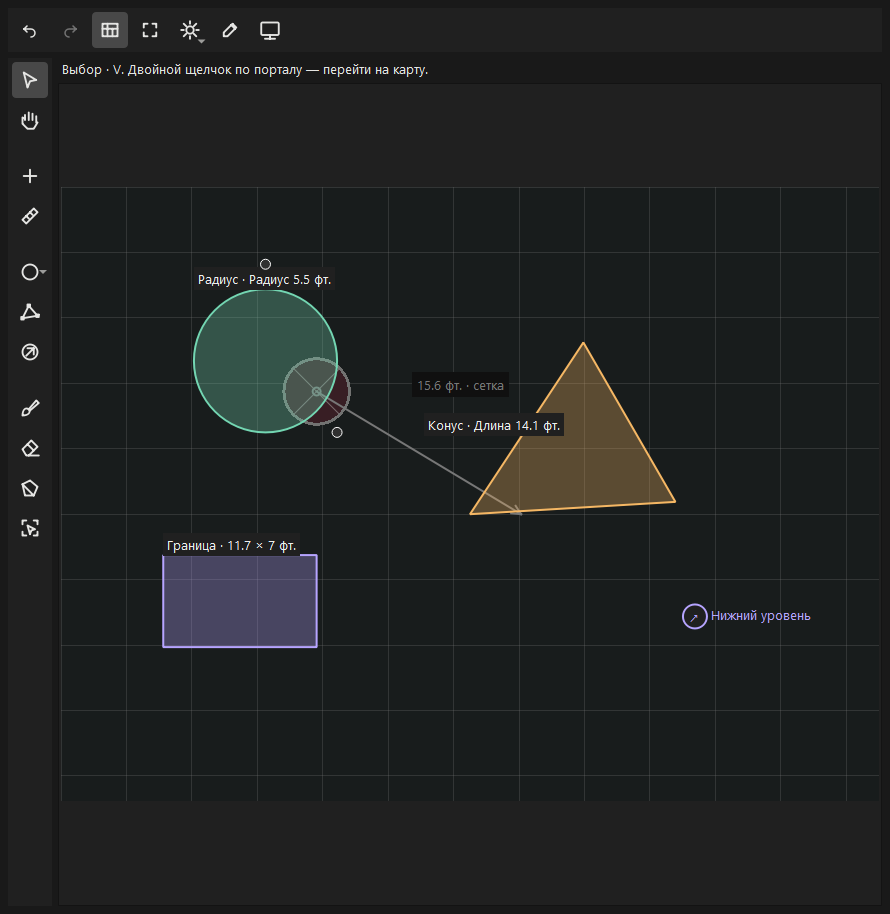 Выбор · V. Двойной щелчок по порталу — перейти на карту.
Радиус · Радиус 5.5 фт.
15.6 фт. · сетка
Конус · Длина 14.1 фт.
Граница · 11.7 × 7 фт.
Нижний уровень